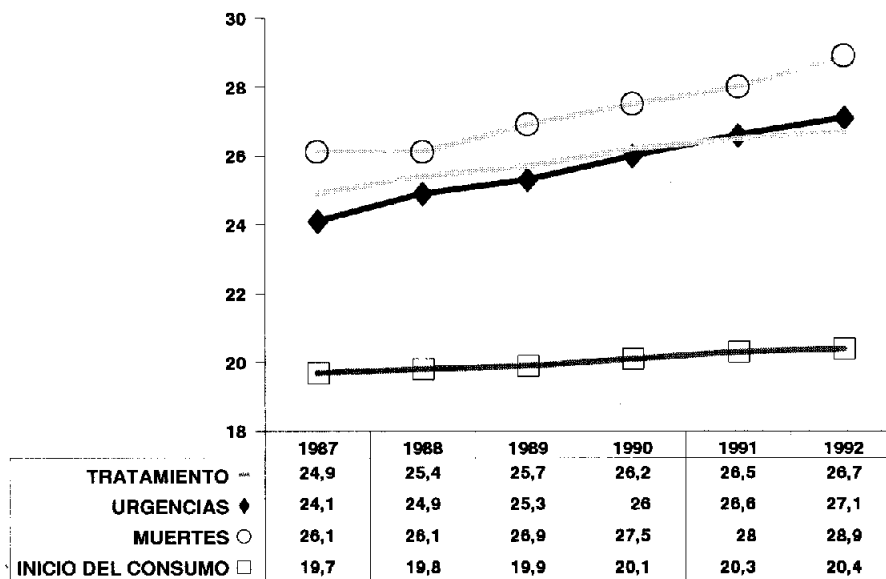 30
28
26
24
22
20
18
1987 1988 1989 1990 1991 1992
TRATAMIENTO 24,9 25,4 25,7 26,2 26,5 26,7
URGENCIAS 24,1 24,9 25,3 26 26,6 27,1
MUERTES 26,1 26,1 26,9 27,5 28 28,9
INICIO DEL CONSUMO 19,7 19,8 19,9 20,1 20,3 20,4